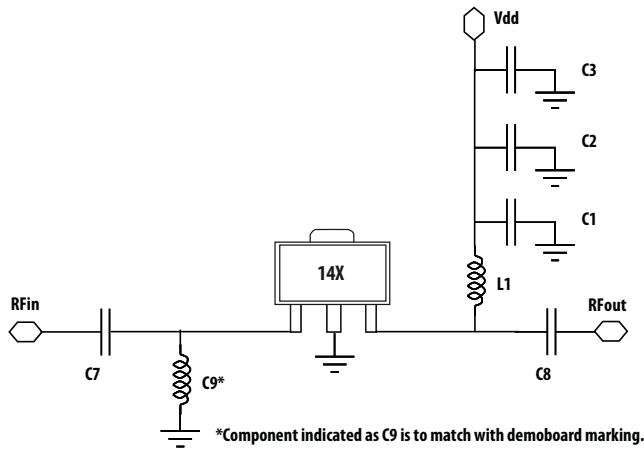 Vdd
C3
C2
C1
14X
L1
RFin
RFout
C7
C9*
C8
*Component indicated as C9 is to match with demoboard marking.